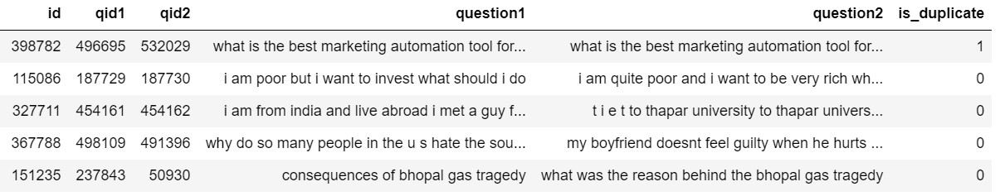 id qid1 qid2 question1 question2 is_duplicate
398782 496695 532029 what is the best marketing automation tool for... what is the best marketing automation tool for... 1
115086 187729 187730 i am poor but i want to invest what should i do i am quite poor and i want to be very rich wh... 0
327711 454161 454162 i am from india and live abroad i met a guy f... t i e t to thapar university to thapar univers... 0
367788 498109 491396 why do so many people in the u s hate the sou... my boyfriend doesnt feel guilty when he hurts ... 0
151235 237843 50930 consequences of bhopal gas tragedy what was the reason behind the bhopal gas tragedy 0